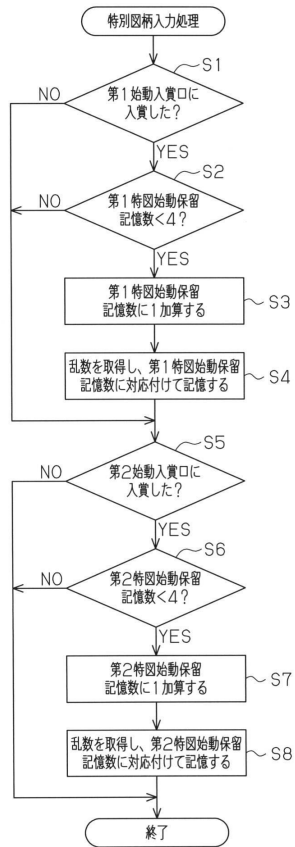 特別図柄入力処理
S1
第1始動入賞口に
入賞した?
NO
YES
S2
第1特図始動保留
記憶数<4?
NO
YES
第1特図始動保留
記憶数に1加算する
S3
乱数を取得し、第1特図始動保留
記憶数に対応付けて記憶する
S4
S5
第2始動入賞口に
入賞した?
NO
YES
S6
第2特図始動保留
記憶数<4?
NO
YES
第2特図始動保留
記憶数に1加算する
S7
乱数を取得し、第2特図始動保留
記憶数に対応付けて記憶する
S8
終了